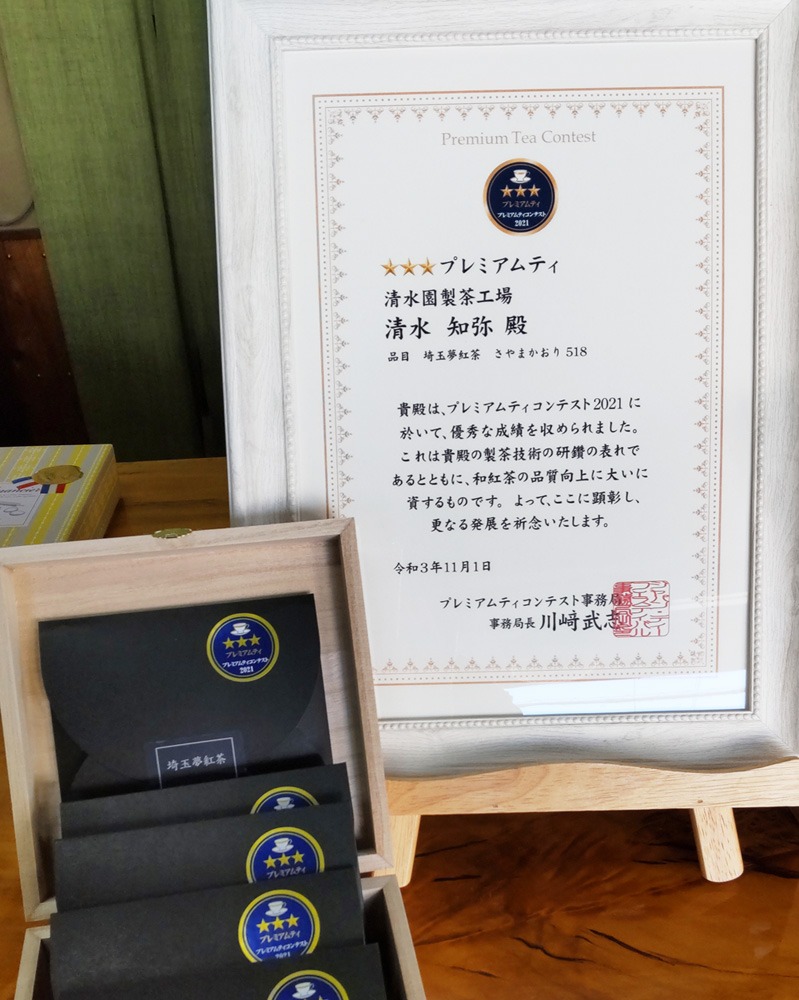 Premium Tea Contest
プレミアムティ
プレミアムティコンテスト
2021
★★★プレミアムティ
清水園製茶工場
清水 知弥 殿
品目 埼玉夢紅茶 さやまかおり 518
貴殿は、プレミアムティコンテスト2021 に
於いて、優秀な成績を収められました。
これは貴殿の製茶技術の研鑽の表れで
あるとともに、和紅茶の品質向上に大いに
資するものです。よって、ここに顕彰し、
更なる発展を祈念いたします。
令和3年11月1日
プレミアムティコンテスト事務局
事務局長 川﨑武志
プレミアムティ
プレミアムティコンテスト
2021
埼玉夢紅茶
プレミアムティ
プレミアムティ
プレミアムティコンテスト
2021